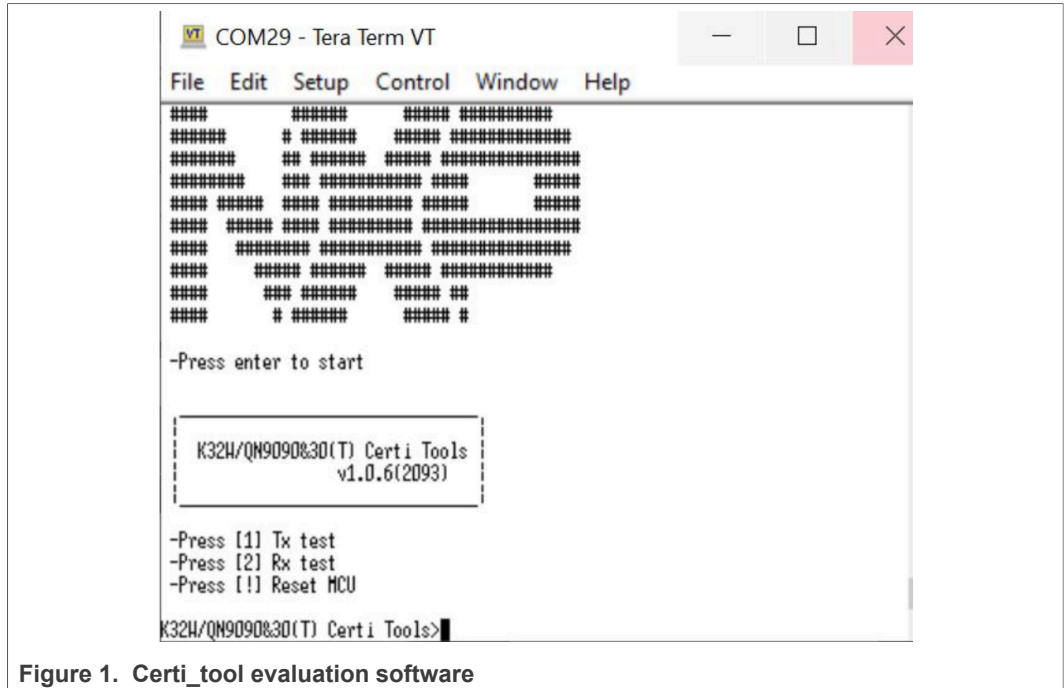 COM29 - Tera Term VT
File Edit Setup Control Window Help
-Press enter to start
K32W/QN9090&30(T) Certi Tools
v1.0.6(2093)
-Press [1] Tx test
-Press [2] Rx test
-Press [!] Reset MCU
K32W/QN9090&30(T) Certi Tools>
Figure 1. Certi_tool evaluation software